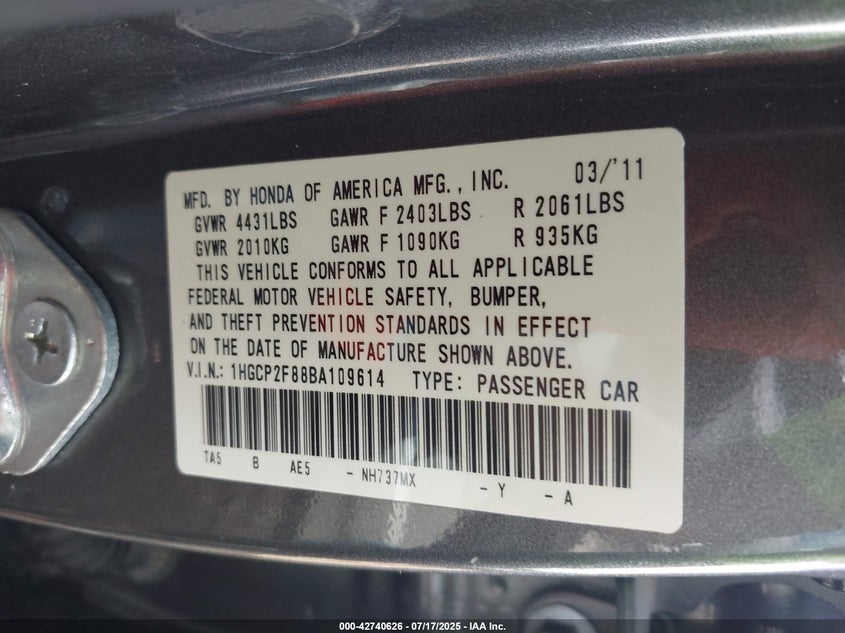 MFD. BY HONDA OF AMERICA MFG., INC. 03/'11
GVWR 4431LBS GAWR F 2403LBS R 2061LBS
GVWR 2010KG GAWR F 1090KG R 935KG
THIS VEHICLE CONFORMS TO ALL APPLICABLE
FEDERAL MOTOR VEHICLE SAFETY, BUMPER,
AND THEFT PREVENTION STANDARDS IN EFFECT
ON THE DATE OF MANUFACTURE SHOWN ABOVE.
V.I.N.: 1HGCP2F88BA109614 TYPE: PASSENGER CAR
TA5 B AE5 - NH737MX - Y - A
000-42740626 - 07/17/2025 - IAA Inc.